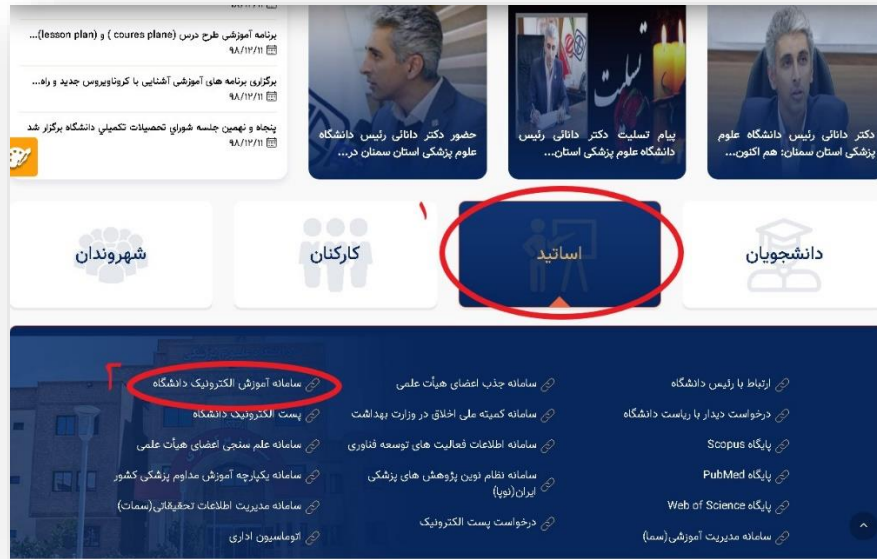 برنامه آموزشی طرح درس (coures plane ) و (lesson plan)...
۹۸/۱۲/۱۱
برگزاری برنامه های آموزشی آشنایی با کروناویروس جدید و راه...
۹۸/۱۲/۱۱
پنجاه و نهمین جلسه شورای تحصیلات تکمیلی دانشگاه برگزار شد
۹۸/۱۲/۱۱
دکتر دانائی رئیس دانشگاه علوم
پزشکی استان سمنان: هم اکنون...
تسلیت
پیام تسلیت دکتر دانائی رئیس
دانشگاه علوم پزشکی استان...
حضور دکتر دانائی رئیس دانشگاه
علوم پزشکی استان سمنان در...
دانشجویان
۱
اساتید
کارکنان
شهروندان
ارتباط با رئیس دانشگاه
درخواست دیدار با ریاست دانشگاه
پایگاه Scopus
پایگاه PubMed
پایگاه Web of Science
سامانه مدیریت آموزشی(سما)
سامانه جذب اعضای هیأت علمی
سامانه کمیته ملی اخلاق در وزارت بهداشت
سامانه اطلاعات فعالیت های توسعه فناوری
سامانه نظام نوین پژوهش های پزشکی
ایران(نوپا)
درخواست پست الکترونیک
۲
سامانه آموزش الکترونیک دانشگاه
پست الکترونیک دانشگاه
سامانه علم سنجی اعضای هیأت علمی
سامانه یکپارچه آموزش مداوم پزشکی کشور
سامانه مدیریت اطلاعات تحقیقاتی(سمات)
اتوماسیون اداری